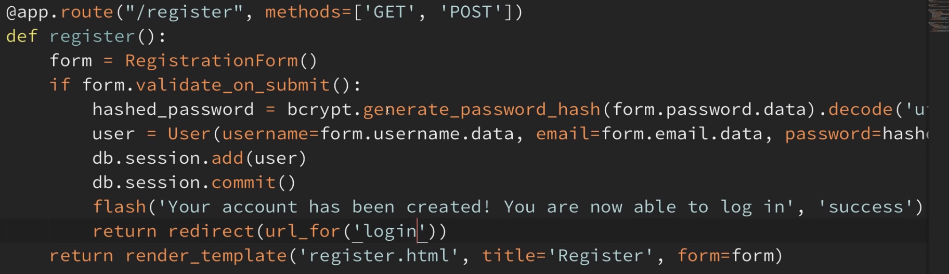 @app.route("/register", methods=['GET', 'POST'])
def register():
    form = RegistrationForm()
    if form.validate_on_submit():
        hashed_password = bcrypt.generate_password_hash(form.password.data).decode('u
        user = User(username=form.username.data, email=form.email.data, password=hashe
        db.session.add(user)
        db.session.commit()
        flash('Your account has been created! You are now able to log in', 'success')
        return redirect(url_for('login'))
    return render_template('register.html', title='Register', form=form)